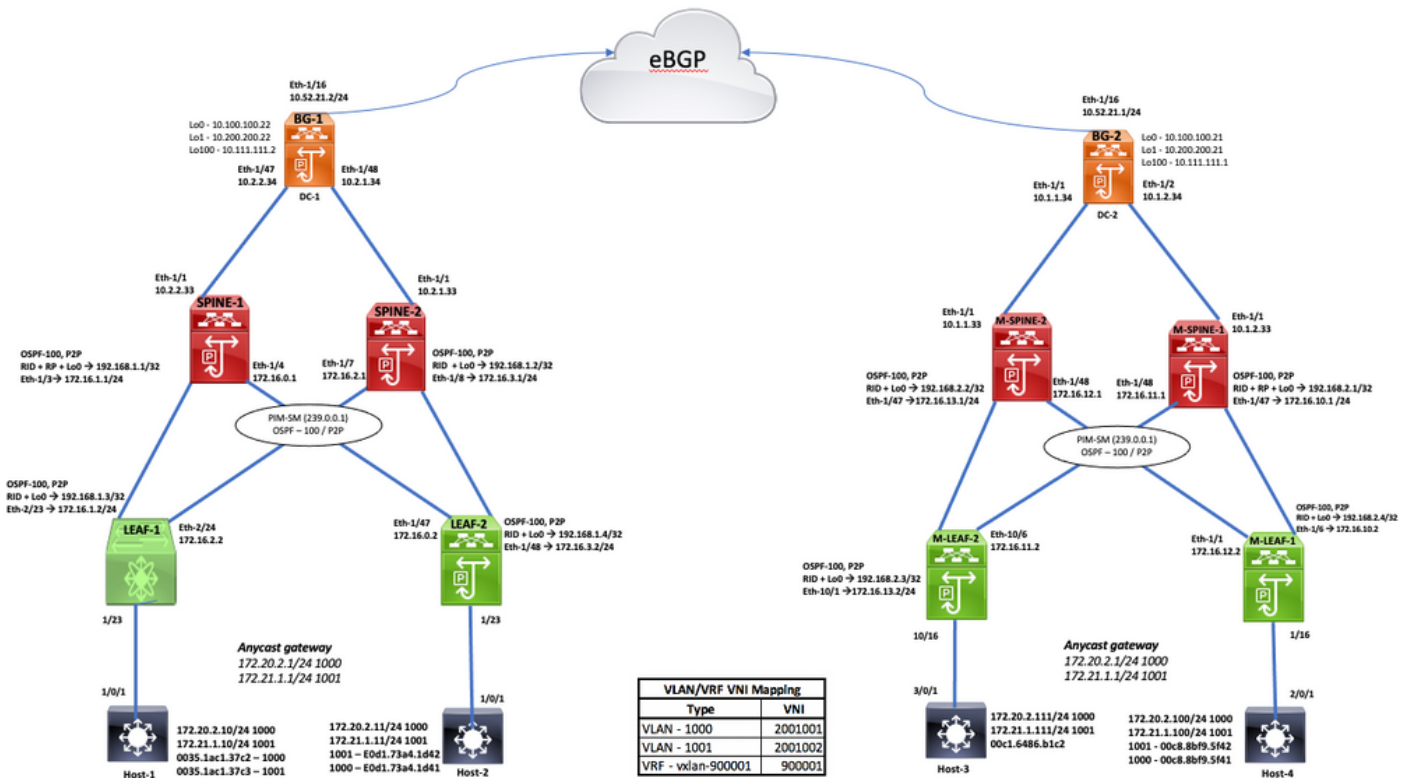 eBGP
Eth-1/16
10.52.21.2/24
BG-1
Lo0 - 10.100.100.22
Lo1 - 10.200.200.22
Lo100 - 10.111.111.2
Eth-1/47
10.2.2.34
Eth-1/48
10.2.1.34
DC-1
Eth-1/16
10.52.21.1/24
BG-2
Lo0 - 10.100.100.21
Lo1 - 10.200.200.21
Lo100 - 10.111.111.1
Eth-1/1
10.1.1.34
Eth-1/2
10.1.2.34
DC-2
Eth-1/1
10.2.2.33
SPINE-1
Eth-1/1
10.2.1.33
SPINE-2
OSPF-100, P2P
RID + RP + Lo0 → 192.168.1.1/32
Eth-1/3→ 172.16.1.1/24
Eth-1/4
172.16.0.1
Eth-1/7
172.16.2.1
OSPF-100, P2P
RID + Lo0 → 192.168.1.2/32
Eth-1/8 → 172.16.3.1/24
PIM-SM (239.0.0.1)
OSPF – 100 / P2P
Eth-1/1
10.1.1.33
M-SPINE-2
Eth-1/1
10.1.2.33
M-SPINE-1
OSPF-100, P2P
RID + Lo0 → 192.168.2.2/32
Eth-1/47 →172.16.13.1/24
Eth-1/48
172.16.12.1
Eth-1/48
172.16.11.1
OSPF-100, P2P
RID + RP + Lo0 → 192.168.2.1/32
Eth-1/47 → 172.16.10.1 /24
PIM-SM (239.0.0.1)
OSPF – 100 / P2P
OSPF-100, P2P
RID + Lo0 → 192.168.1.3/32
Eth-2/23 → 172.16.1.2/24
LEAF-1
Eth-2/24
172.16.2.2
Eth-1/47
172.16.0.2
LEAF-2
OSPF-100, P2P
RID + Lo0 → 192.168.1.4/32
Eth-1/48 → 172.16.3.2/24
M-LEAF-2
Eth-10/6
172.16.11.2
OSPF-100, P2P
RID + Lo0 → 192.168.2.3/32
Eth-10/1 →172.16.13.2/24
Eth-1/1
172.16.12.2
M-LEAF-1
OSPF-100, P2P
RID + Lo0 → 192.168.2.4/32
Eth-1/6 → 172.16.10.2
1/23
1/23
Anycast gateway
172.20.2.1/24 1000
172.21.1.1/24 1001
1/0/1
1/0/1
10/16
1/16
Anycast gateway
172.20.2.1/24 1000
172.21.1.1/24 1001
3/0/1
2/0/1
172.20.2.10/24 1000
172.21.1.10/24 1001
0035.1ac1.37c2 – 1000
0035.1ac1.37c3 – 1001
Host-1
172.20.2.11/24 1000
172.21.1.11/24 1001
1001 – E0d1.73a4.1d42
1000 – E0d1.73a4.1d41
Host-2
VLAN/VRF VNI Mapping
Type VNI
VLAN - 1000 2001001
VLAN - 1001 2001002
VRF - vxlan-900001 900001
172.20.2.111/24 1000
172.21.1.111/24 1001
00c1.6486.b1c2
Host-3
172.20.2.100/24 1000
172.21.1.100/24 1001
1001 - 00c8.8bf9.5f42
1000 - 00c8.8bf9.5f41
Host-4